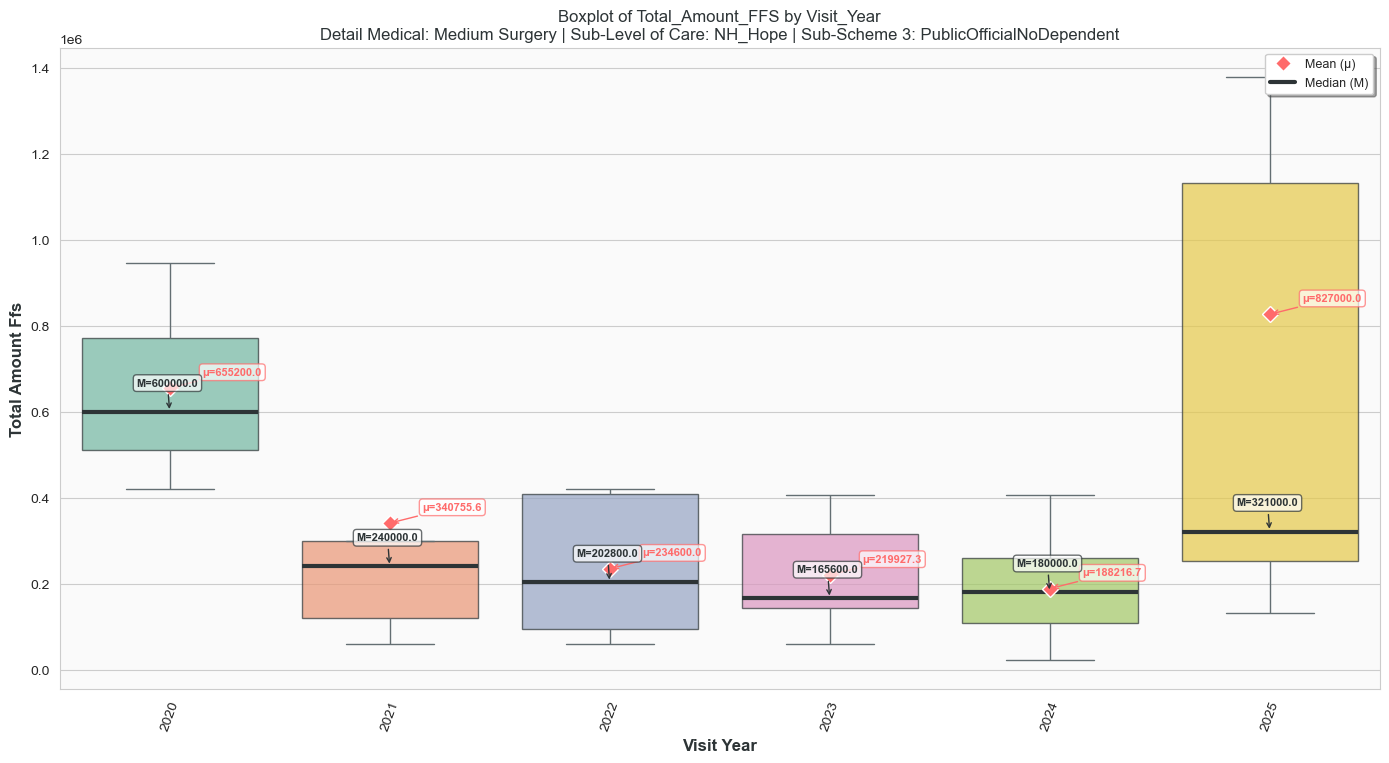 Boxplot of Total_Amount_FFS by Visit_Year
Detail Medical: Medium Surgery | Sub-Level of Care: NH_Hope | Sub-Scheme 3: PublicOfficialNoDependent
1e6
Mean (μ)
Median (M)
1.4
1.2
1.0
0.8
0.6
0.4
0.2
0.0
Total Amount Ffs
μ=655200.0
M=600000.0
μ=340755.6
M=240000.0
μ=234600.0
M=202800.0
μ=219927.3
M=165600.0
μ=188216.7
M=180000.0
μ=827000.0
M=321000.0
2020
2021
2022
2023
2024
2025
Visit Year